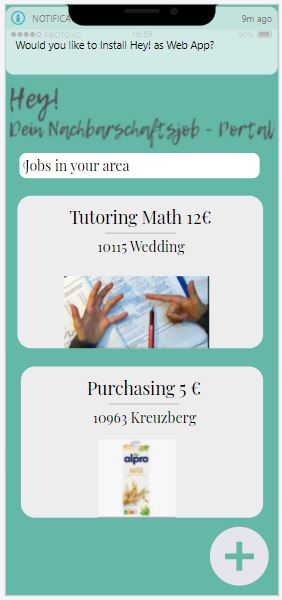 NOTIFICA
9m ago
PROTO.IO
16:59
90%
Would you like to Install Hey! as Web App?
Hey!
Dein Nachbarschaftsjob - Portal
Jobs in your area
Tutoring Math 12€
10115 Wedding
Purchasing 5 €
10963 Kreuzberg
alpro